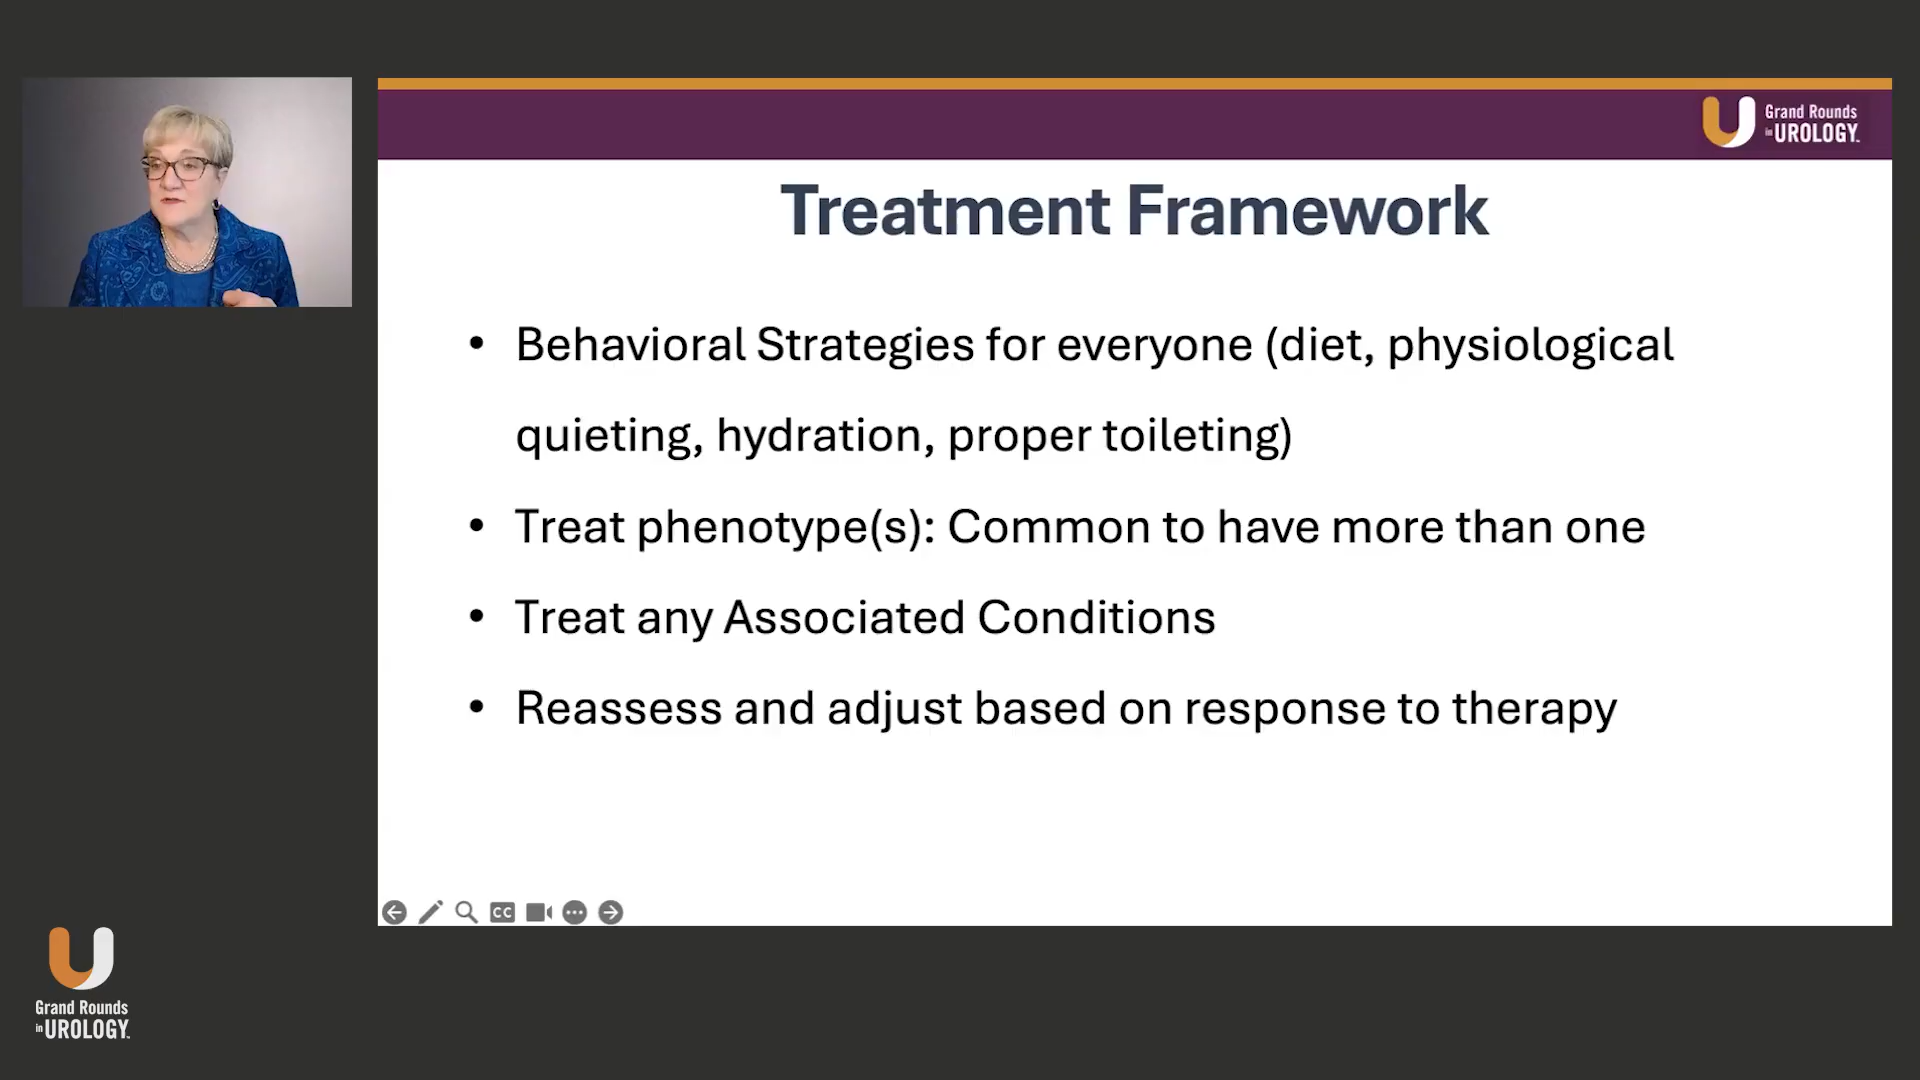 Grand Rounds
in UROLOGY
Treatment Framework
• Behavioral Strategies for everyone (diet, physiological
quieting, hydration, proper toileting)
• Treat phenotype(s): Common to have more than one
• Treat any Associated Conditions
• Reassess and adjust based on response to therapy
CC
Grand Rounds
in UROLOGY